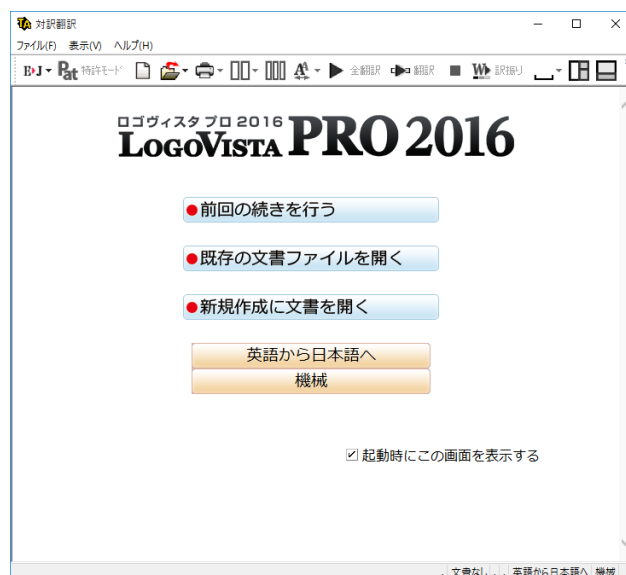 対訳翻訳
ファイル(F) 表示(V) ヘルプ(H)
E▸J Pat 特許モード A 全翻訳 翻訳 W 訳振り
ロゴヴィスタ プロ 2016
LOGOVISTA PRO 2016
前回の続きを行う
既存の文書ファイルを開く
新規作成に文書を開く
英語から日本語へ
機械
起動時にこの画面を表示する
文書なし 英語から日本語へ 機械